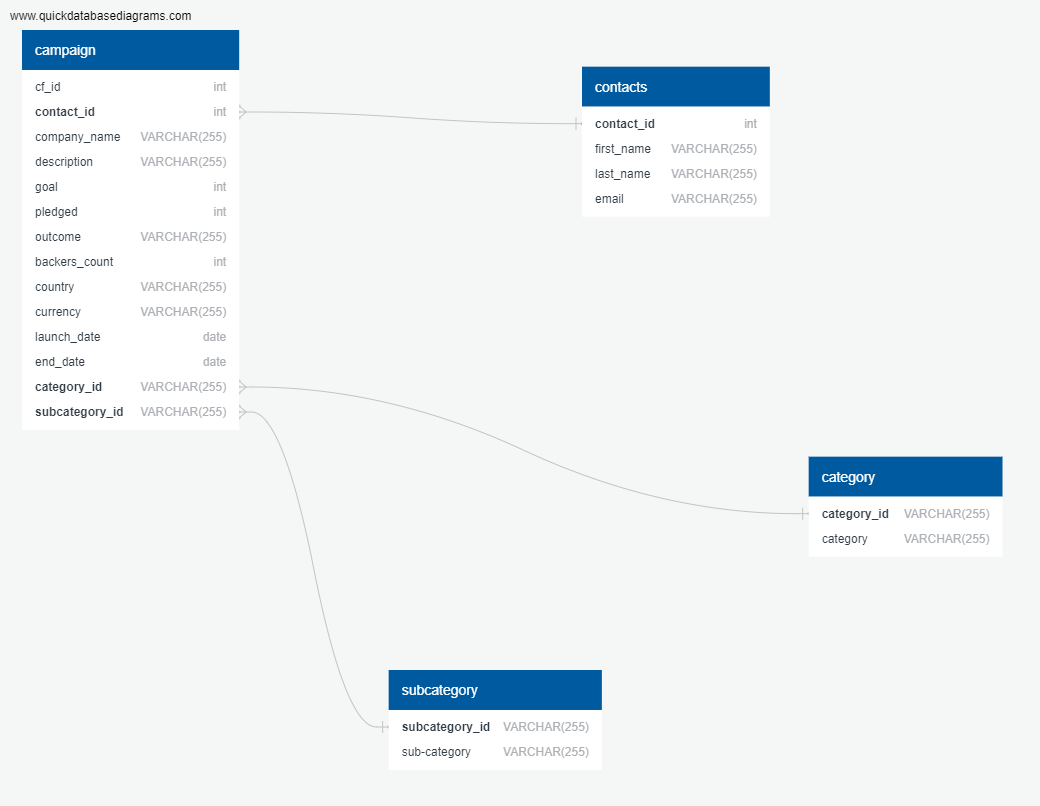 www.quickdatabasediagrams.com
campaign
cf_id int
contact_id int
company_name VARCHAR(255)
description VARCHAR(255)
goal int
pledged int
outcome VARCHAR(255)
backers_count int
country VARCHAR(255)
currency VARCHAR(255)
launch_date date
end_date date
category_id VARCHAR(255)
subcategory_id VARCHAR(255)
contacts
contact_id int
first_name VARCHAR(255)
last_name VARCHAR(255)
email VARCHAR(255)
category
category_id VARCHAR(255)
category VARCHAR(255)
subcategory
subcategory_id VARCHAR(255)
sub-category VARCHAR(255)